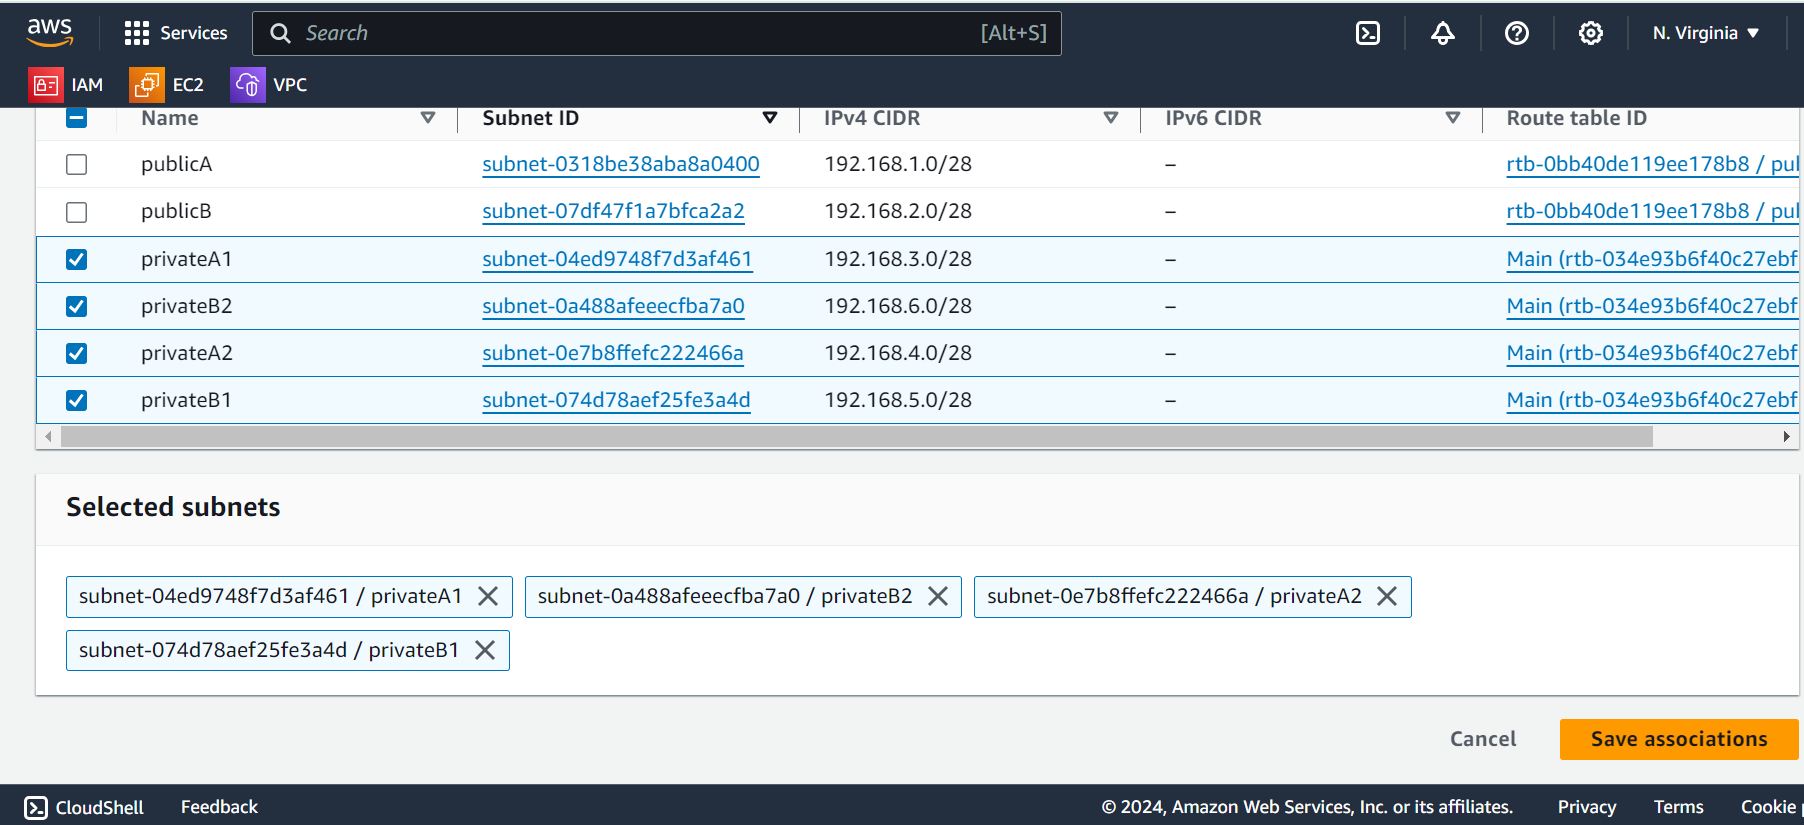 aws Services Search [Alt+S] N. Virginia
IAM EC2 VPC
Name Subnet ID IPv4 CIDR IPv6 CIDR Route table ID
publicA subnet-0318be38aba8a0400 192.168.1.0/28 – rtb-0bb40de119ee178b8 / pul
publicB subnet-07df47f1a7bfca2a2 192.168.2.0/28 – rtb-0bb40de119ee178b8 / pul
privateA1 subnet-04ed9748f7d3af461 192.168.3.0/28 – Main (rtb-034e93b6f40c27ebf
privateB2 subnet-0a488afeeecfba7a0 192.168.6.0/28 – Main (rtb-034e93b6f40c27ebf
privateA2 subnet-0e7b8ffefc222466a 192.168.4.0/28 – Main (rtb-034e93b6f40c27ebf
privateB1 subnet-074d78aef25fe3a4d 192.168.5.0/28 – Main (rtb-034e93b6f40c27ebf
Selected subnets
subnet-04ed9748f7d3af461 / privateA1 subnet-0a488afeeecfba7a0 / privateB2 subnet-0e7b8ffefc222466a / privateA2
subnet-074d78aef25fe3a4d / privateB1
Cancel Save associations
CloudShell Feedback © 2024, Amazon Web Services, Inc. or its affiliates. Privacy Terms Cookie